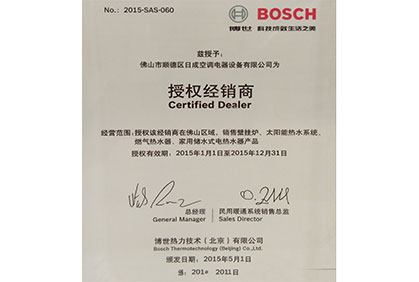 No.: 2015-SAS-060
BOSCH
博世 科技成就生活之美
兹授予:
佛山市顺德区日成空调电器设备有限公司为
授权经销商
Certified Dealer
经营范围:授权该经销商在佛山区域,销售壁挂炉、太阳能热水系统、
燃气热水器、家用储水式电热水器产品
授权有效期:2015年1月1日至2015年12月31日
总经理 民用暖通系统销售总监
General Manager Sales Director
博世热力技术(北京)有限公司
Bosch Thermotechnology (Beijing) Co., Ltd.
颁发日期:2015年5月1日